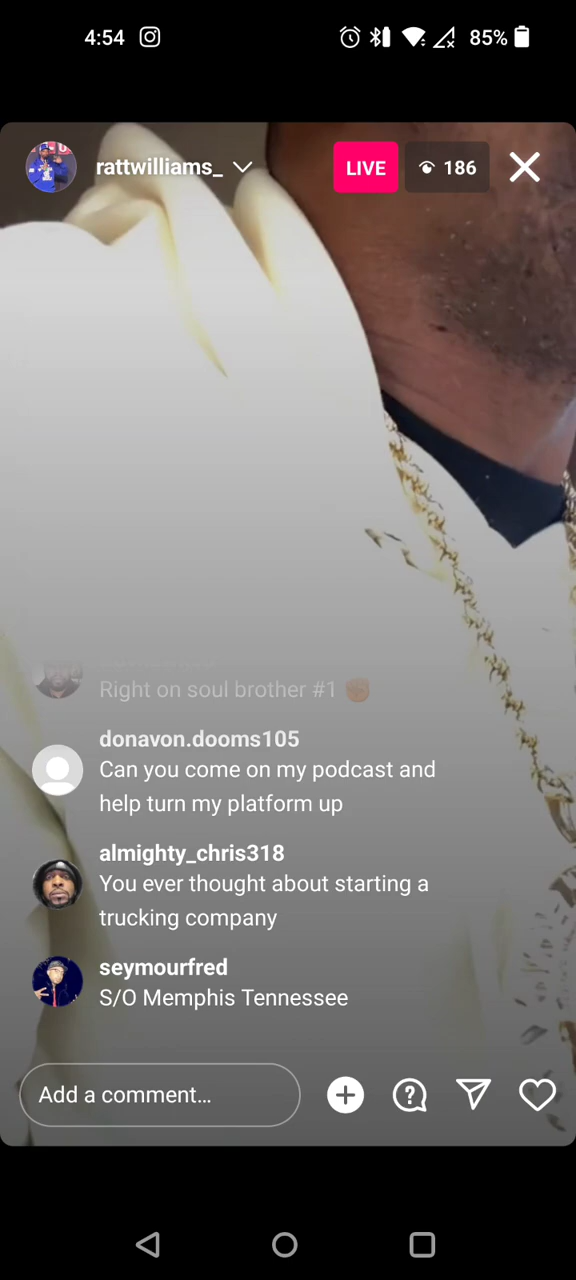 4:54
85%
rattwilliams_
LIVE
186
Right on soul brother #1 ✊🏾
donavon.dooms105
Can you come on my podcast and
help turn my platform up
almighty_chris318
You ever thought about starting a
trucking company
seymourfred
S/O Memphis Tennessee
Add a comment...